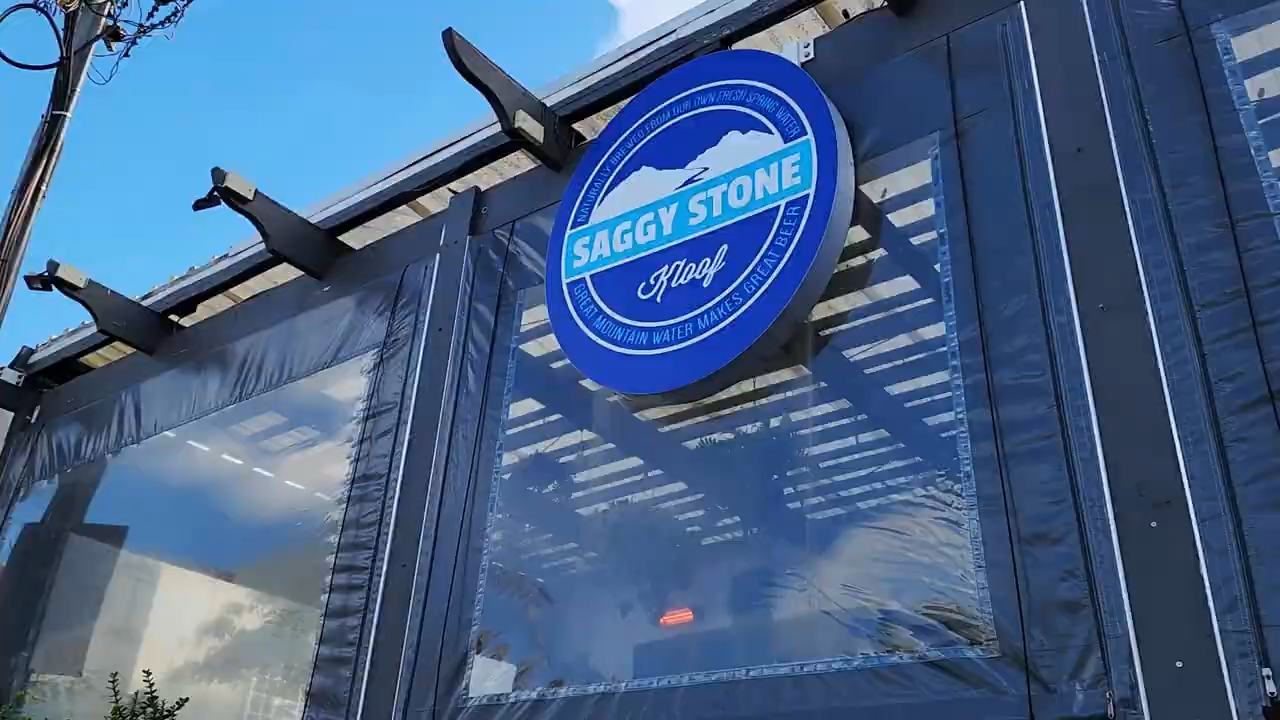 NATURALLY BREWED FROM OUR OWN FRESH SPRING WATER
SAGGY STONE
Kloof
GREAT MOUNTAIN WATER MAKES GREAT BEER